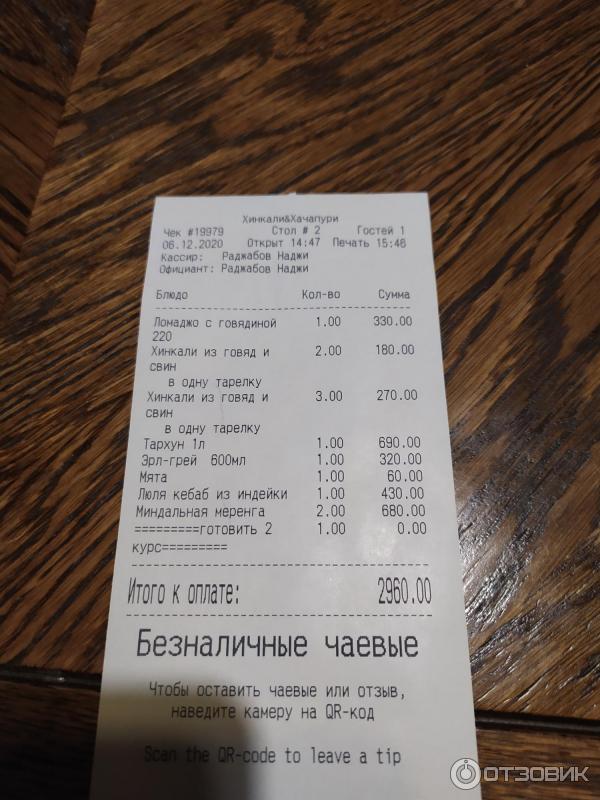 Хинкали&Хачапури
Чек #19979 Стол # 2 Гостей 1
06.12.2020 Открыт 14:47 Печать 15:46
Кассир: Раджабов Наджи
Официант: Раджабов Наджи
Блюдо Кол-во Сумма
Ломаджо с говядиной 1.00 330.00
220
Хинкали из говяд и 2.00 180.00
свин
в одну тарелку
Хинкали из говяд и 3.00 270.00
свин
в одну тарелку
Тархун 1л 1.00 690.00
Эрл-грей 600мл 1.00 320.00
Мята 1.00 60.00
Люля кебаб из индейки 1.00 430.00
Миндальная меренга 2.00 680.00
=========готовить 2 1.00 0.00
курс=========
Итого к оплате: 2960.00
Безналичные чаевые
Чтобы оставить чаевые или отзыв,
наведите камеру на QR-код
Scan the QR-code to leave a tip
ОТЗОВИК